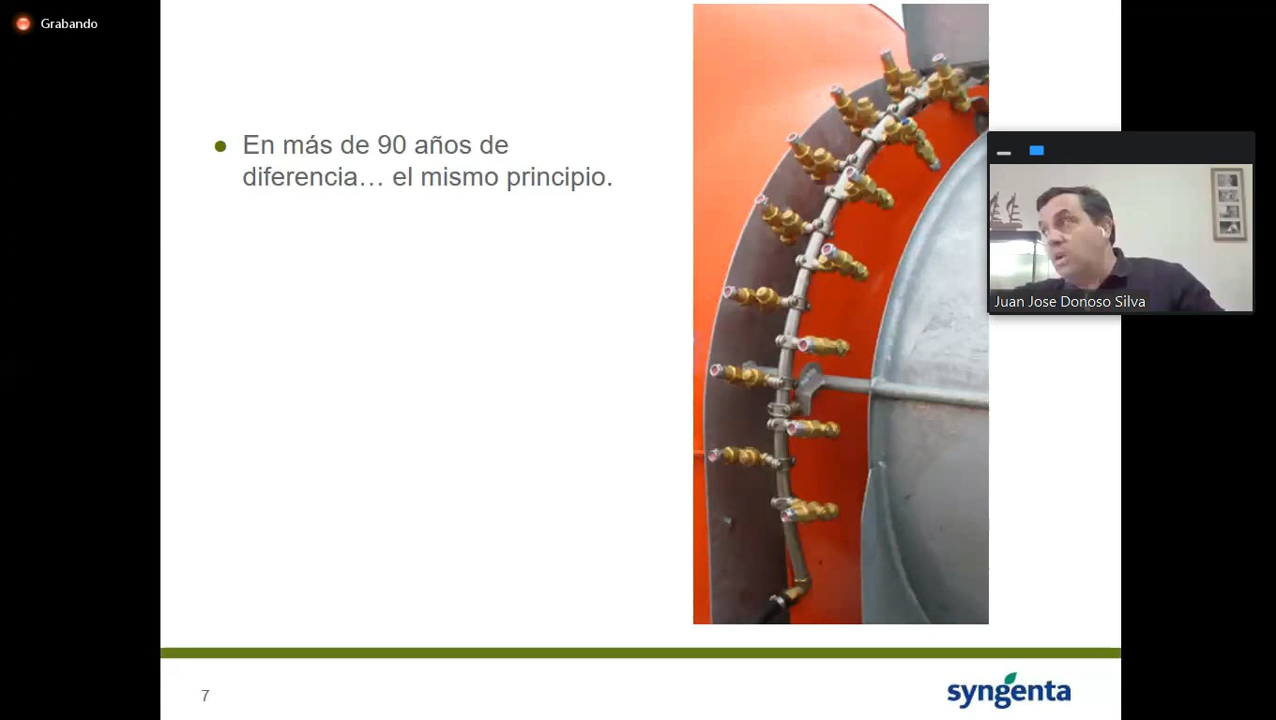 Grabando
● En más de 90 años de
diferencia… el mismo principio.
Juan Jose Donoso Silva
7
syngenta